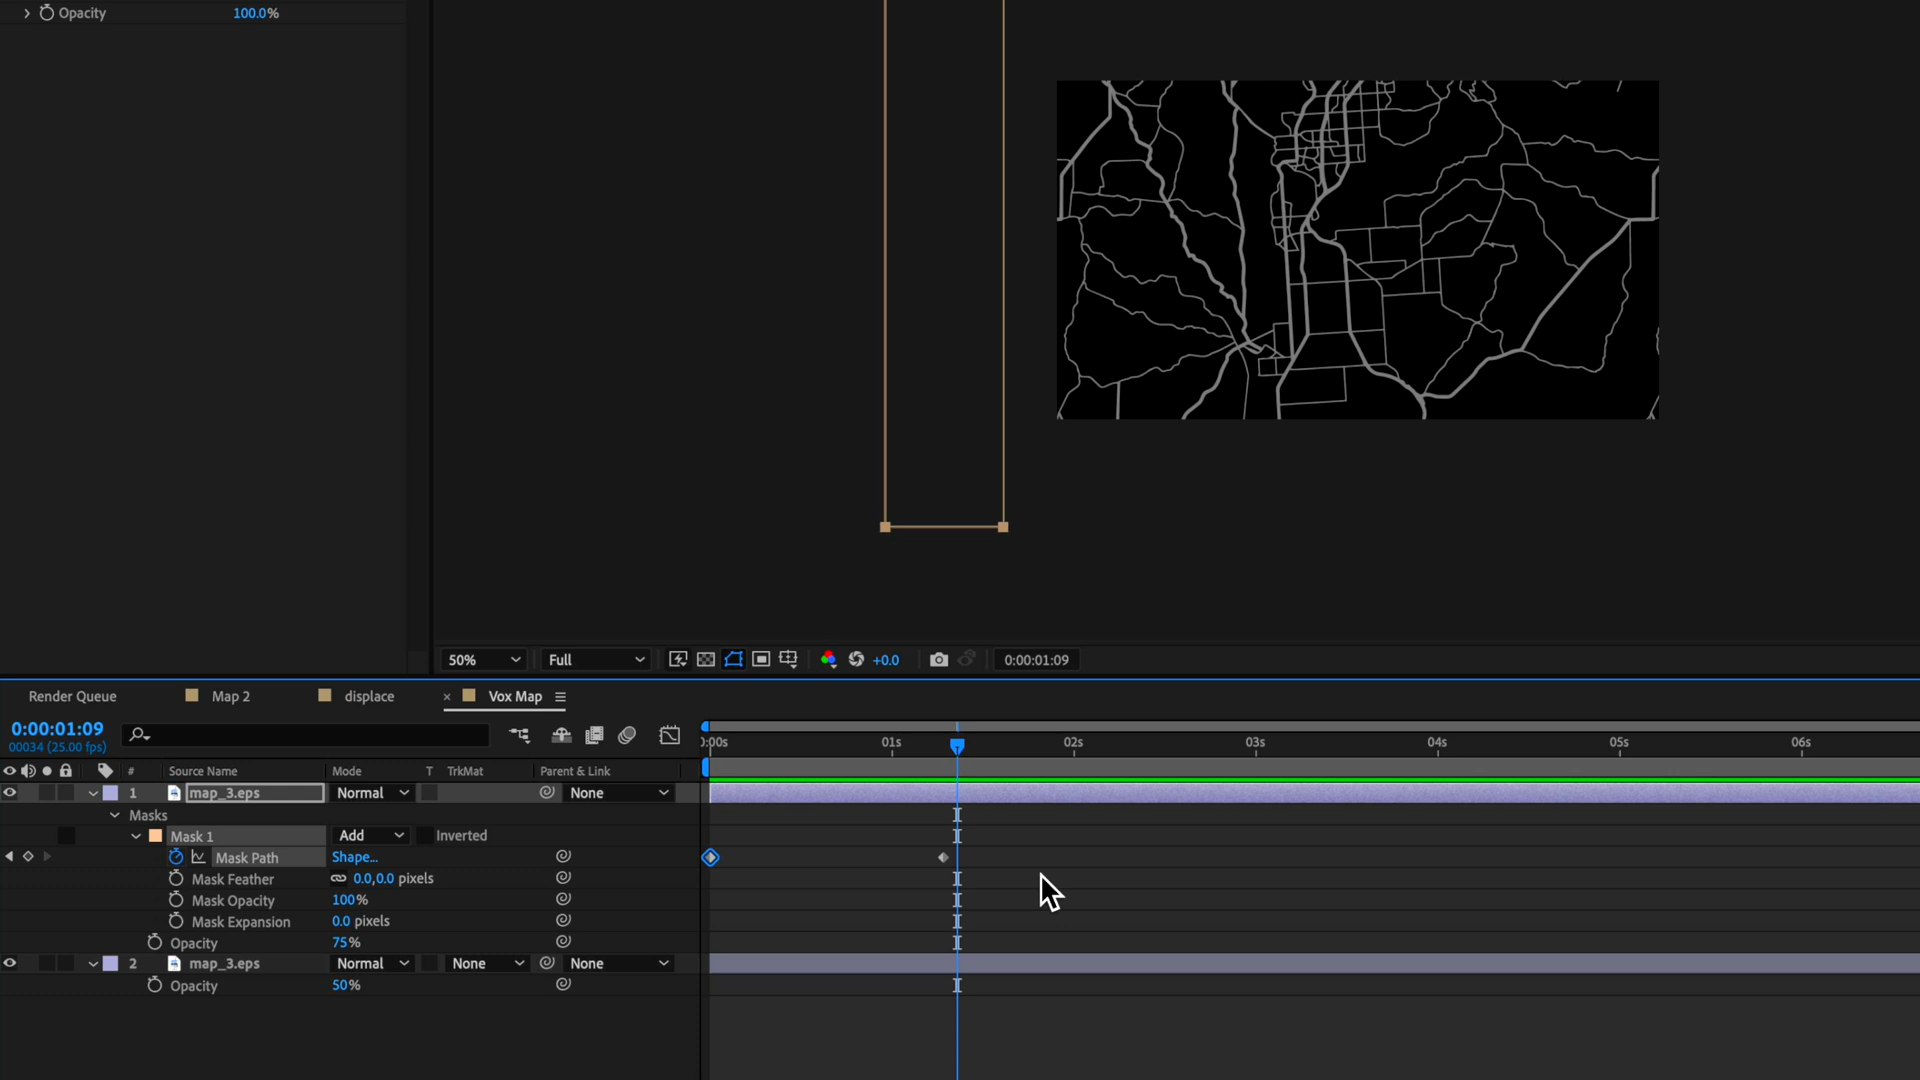 Opacity 100.0%
50% Full +0.0 0:00:01:09
Render Queue Map 2 displace × Vox Map
0:00:01:09
00034 (25.00 fps)
0:00s 01s 02s 03s 04s 05s 06s
# Source Name Mode T TrkMat Parent & Link
1 map_3.eps Normal None
Masks
Mask 1 Add Inverted
Mask Path Shape...
Mask Feather 0.0,0.0 pixels
Mask Opacity 100%
Mask Expansion 0.0 pixels
Opacity 75%
2 map_3.eps Normal None None
Opacity 50%